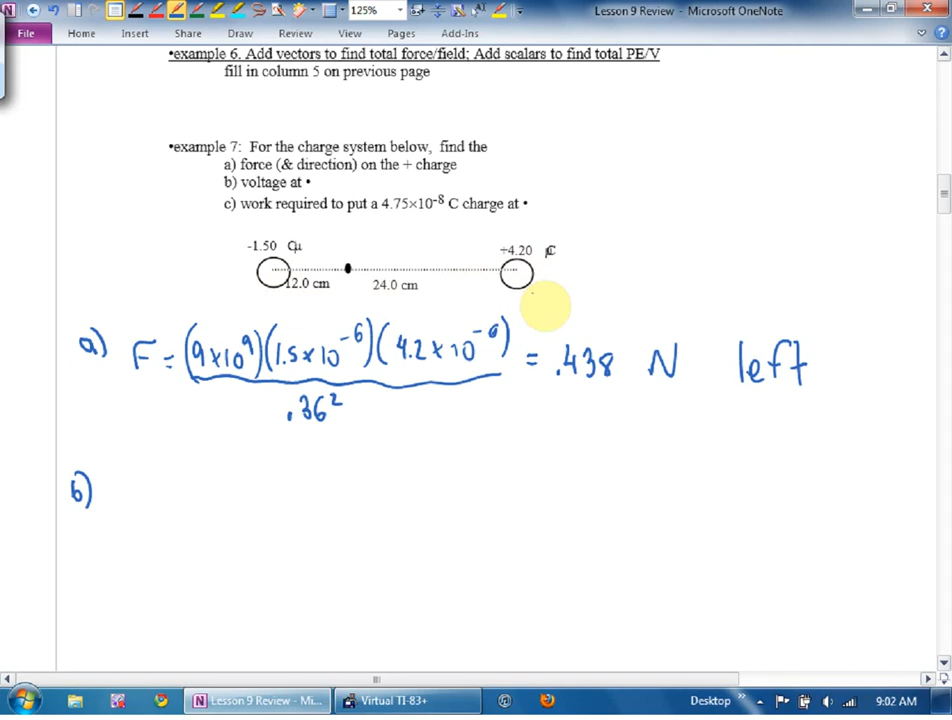 125%
Lesson 9 Review - Microsoft OneNote
File Home Insert Share Draw Review View Pages Add-Ins
•example 6. Add vectors to find total force/field; Add scalars to find total PE/V
fill in column 5 on previous page
•example 7: For the charge system below, find the
a) force (& direction) on the + charge
b) voltage at •
c) work required to put a 4.75×10⁻⁸ C charge at •
-1.50 Cμ +4.20 μC
12.0 cm 24.0 cm
a) F = (9×10⁹)(1.5×10⁻⁶)(4.2×10⁻⁶) = .438 N left
.36²
b)
Lesson 9 Review - Mi... Virtual TI-83+ Desktop 9:02 AM